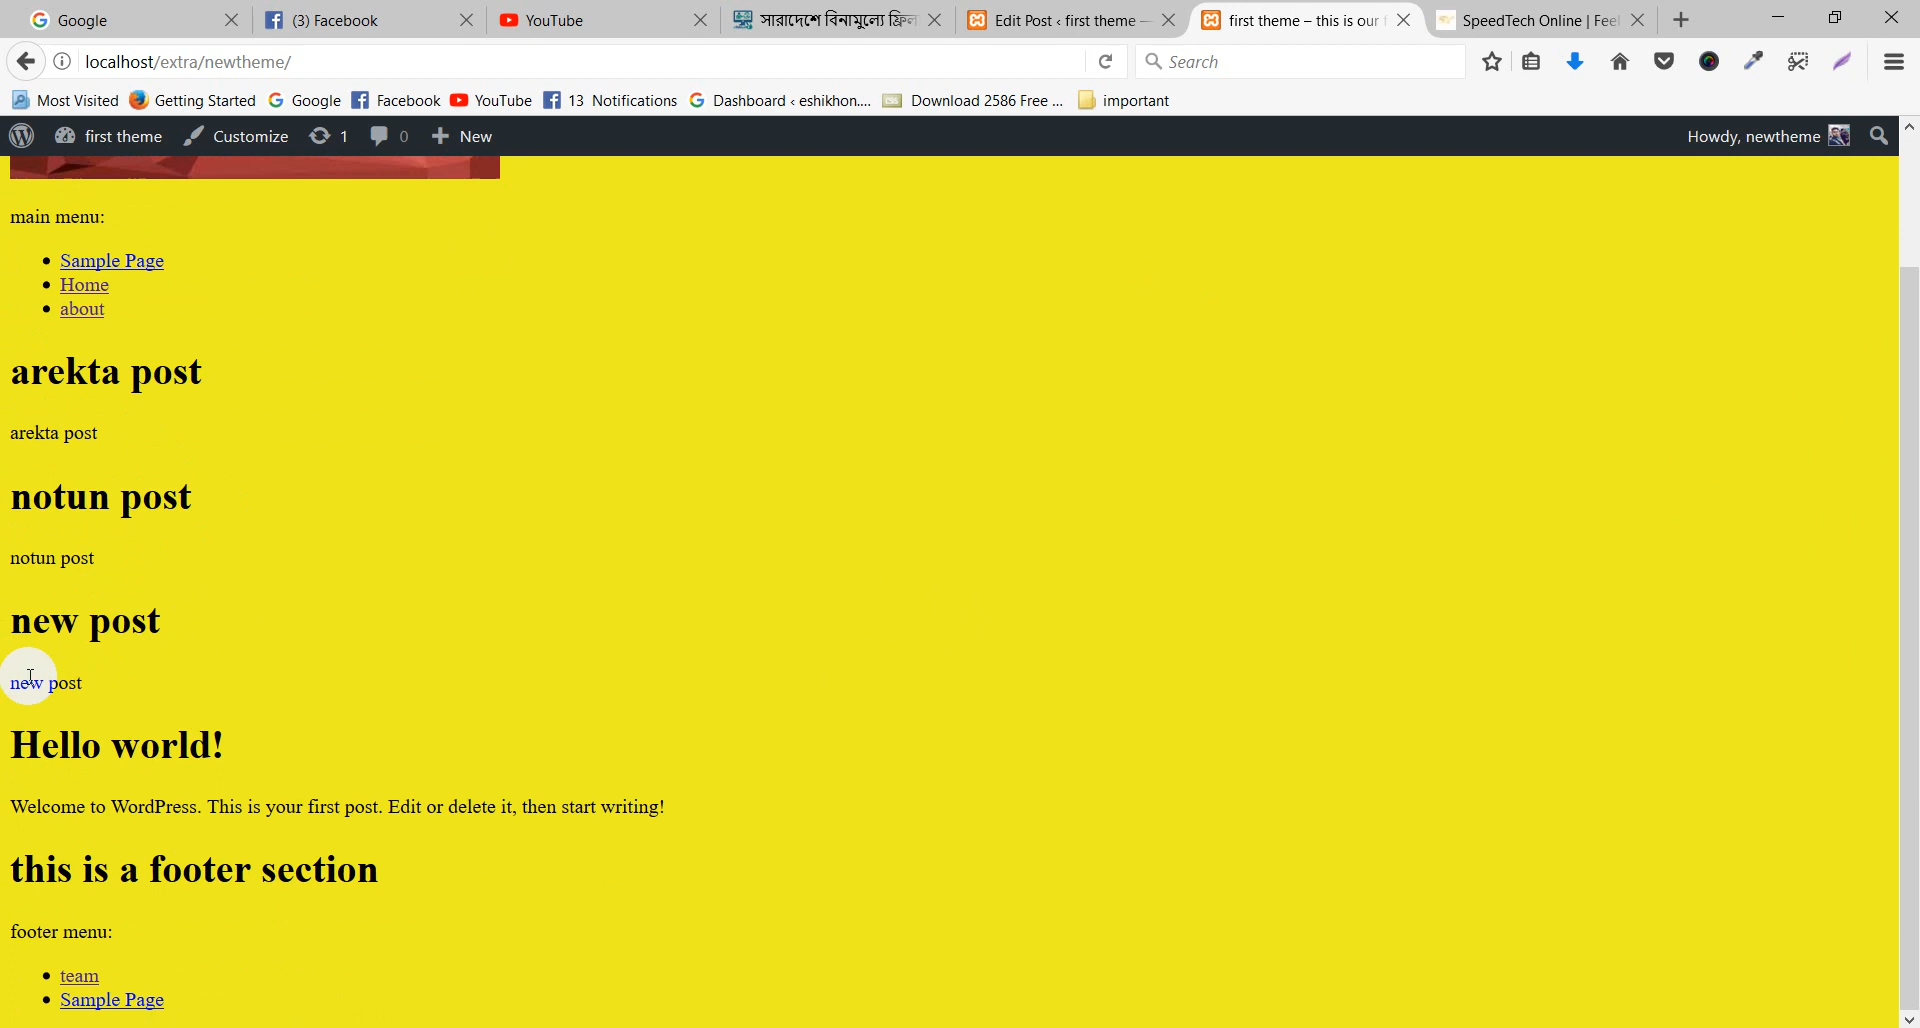 Google
(3) Facebook
YouTube
সারাদেশে বিনামুল্যে ফ্রিল
Edit Post ‹ first theme —
first theme – this is our f
SpeedTech Online | Feel
localhost/extra/newtheme/
Search
Most Visited
Getting Started
Google
Facebook
YouTube
13 Notifications
Dashboard ‹ eshikhon....
Download 2586 Free ...
important
first theme
Customize
1
0
New
Howdy, newtheme
main menu:
Sample Page
Home
about
arekta post
arekta post
notun post
notun post
new post
new post
Hello world!
Welcome to WordPress. This is your first post. Edit or delete it, then start writing!
this is a footer section
footer menu:
team
Sample Page